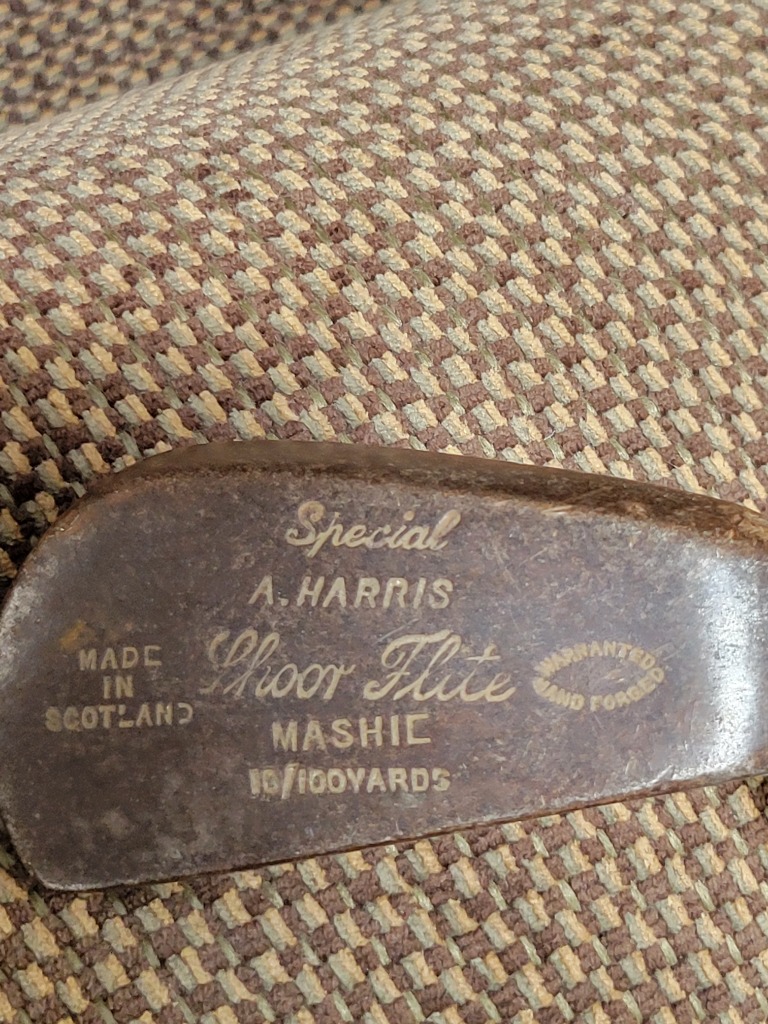 Special
A. HARRIS
MADE
IN
SCOTLAND
Shoor Flite
WARRANTED
HAND FORGED
MASHIE
10/100YARDS